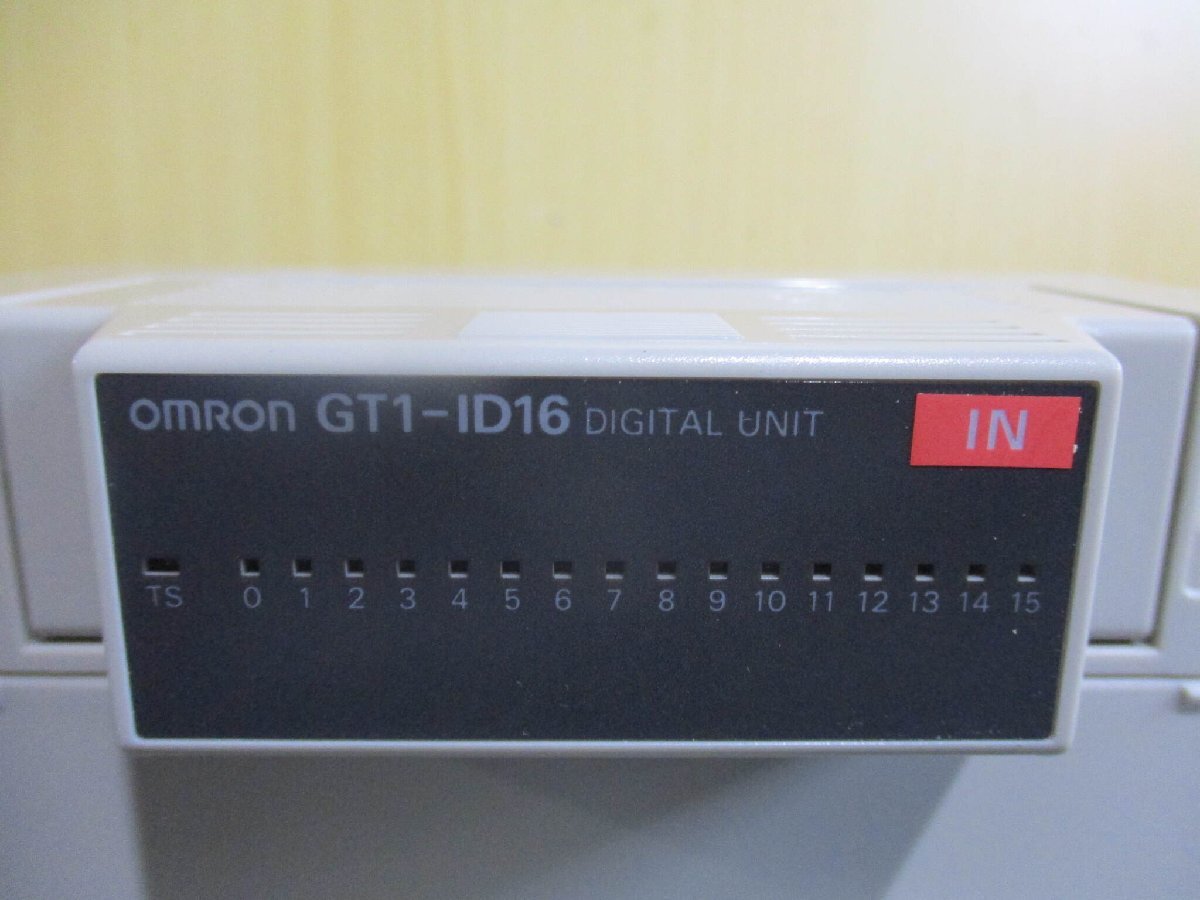 OMRON GT1-ID16 DIGITAL UNIT
IN
TS 0 1 2 3 4 5 6 7 8 9 10 11 12 13 14 15